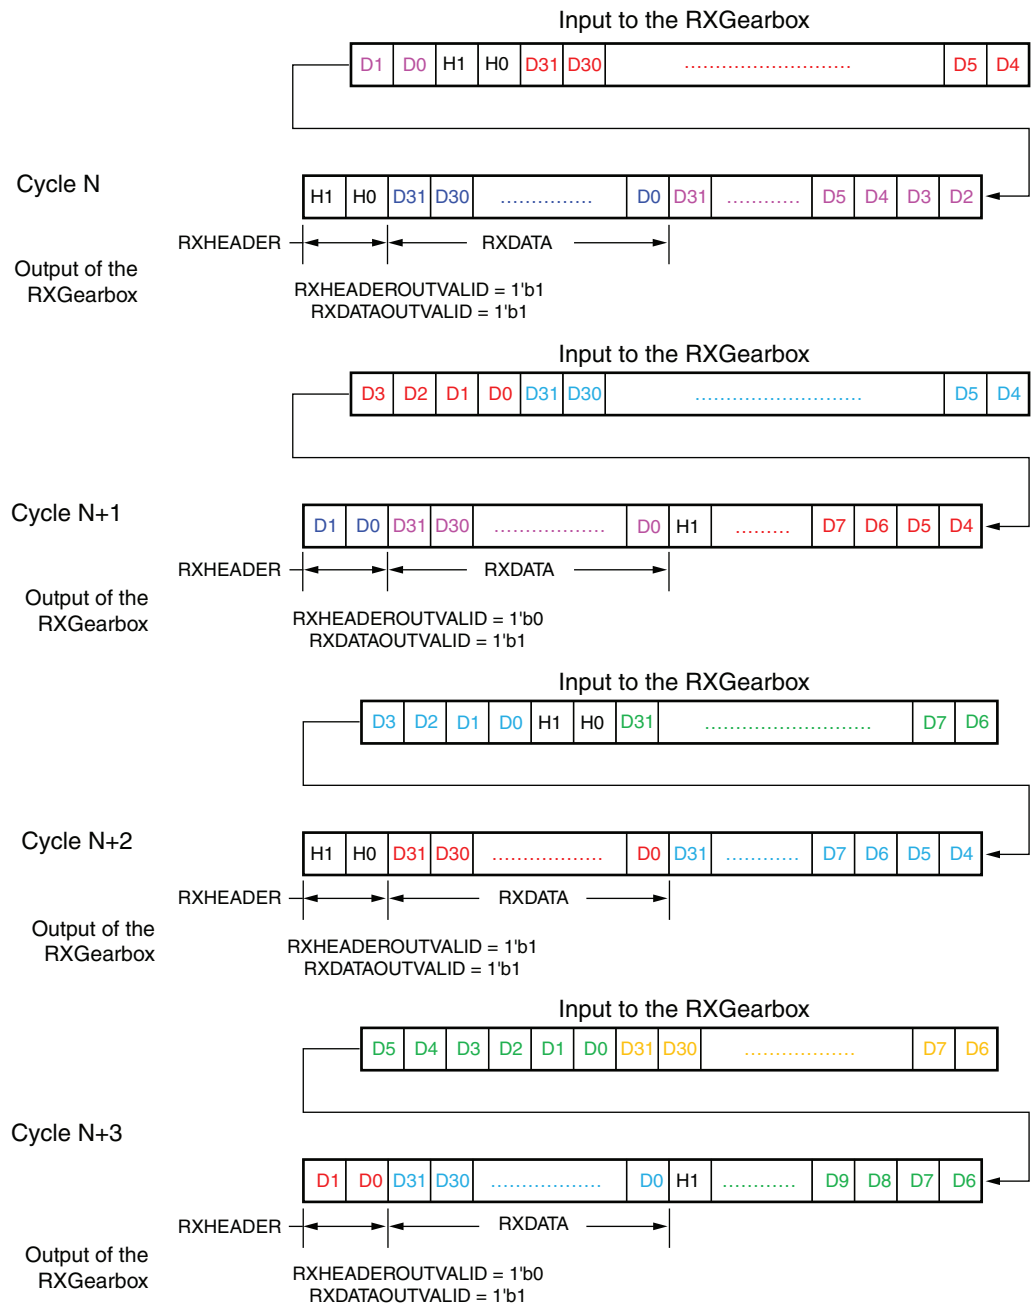 Input to the RXGearbox
D1 D0 H1 H0 D31 D30 ........................... D5 D4
Cycle N
H1 H0 D31 D30 ............... D0 D31 ............ D5 D4 D3 D2
RXHEADER RXDATA
Output of the
RXGearbox
RXHEADEROUTVALID = 1'b1
RXDATAOUTVALID = 1'b1
Input to the RXGearbox
D3 D2 D1 D0 D31 D30 ........................... D5 D4
Cycle N+1
D1 D0 D31 D30 .................. D0 H1 ......... D7 D6 D5 D4
RXHEADER RXDATA
Output of the
RXGearbox
RXHEADEROUTVALID = 1'b0
RXDATAOUTVALID = 1'b1
Input to the RXGearbox
D3 D2 D1 D0 H1 H0 D31 ........................... D7 D6
Cycle N+2
H1 H0 D31 D30 .................. D0 D31 ............ D7 D6 D5 D4
RXHEADER RXDATA
Output of the
RXGearbox
RXHEADEROUTVALID = 1'b1
RXDATAOUTVALID = 1'b1
Input to the RXGearbox
D5 D4 D3 D2 D1 D0 D31 D30 .................. D7 D6
Cycle N+3
D1 D0 D31 D30 .................. D0 H1 ............ D9 D8 D7 D6
RXHEADER RXDATA
Output of the
RXGearbox
RXHEADEROUTVALID = 1'b0
RXDATAOUTVALID = 1'b1